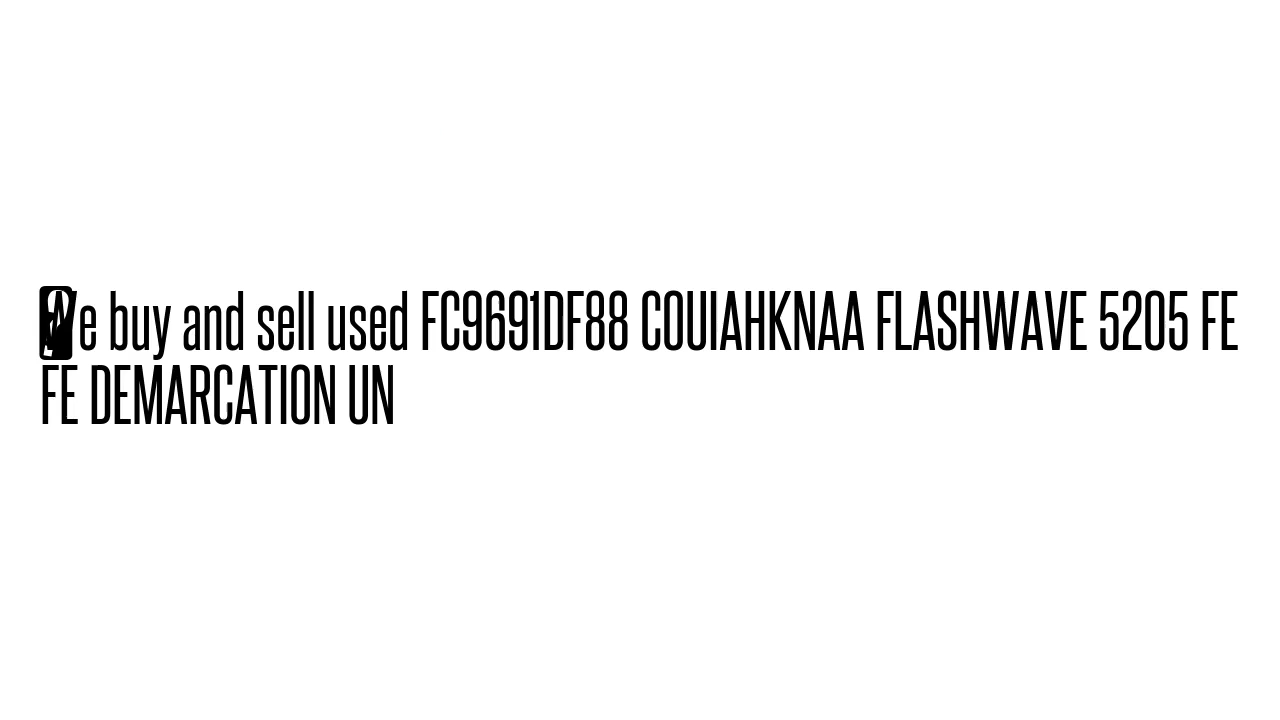 We buy and sell used FC9691DF88 COUIAHKNAA FLASHWAVE 5205 FE
FE DEMARCATION UN